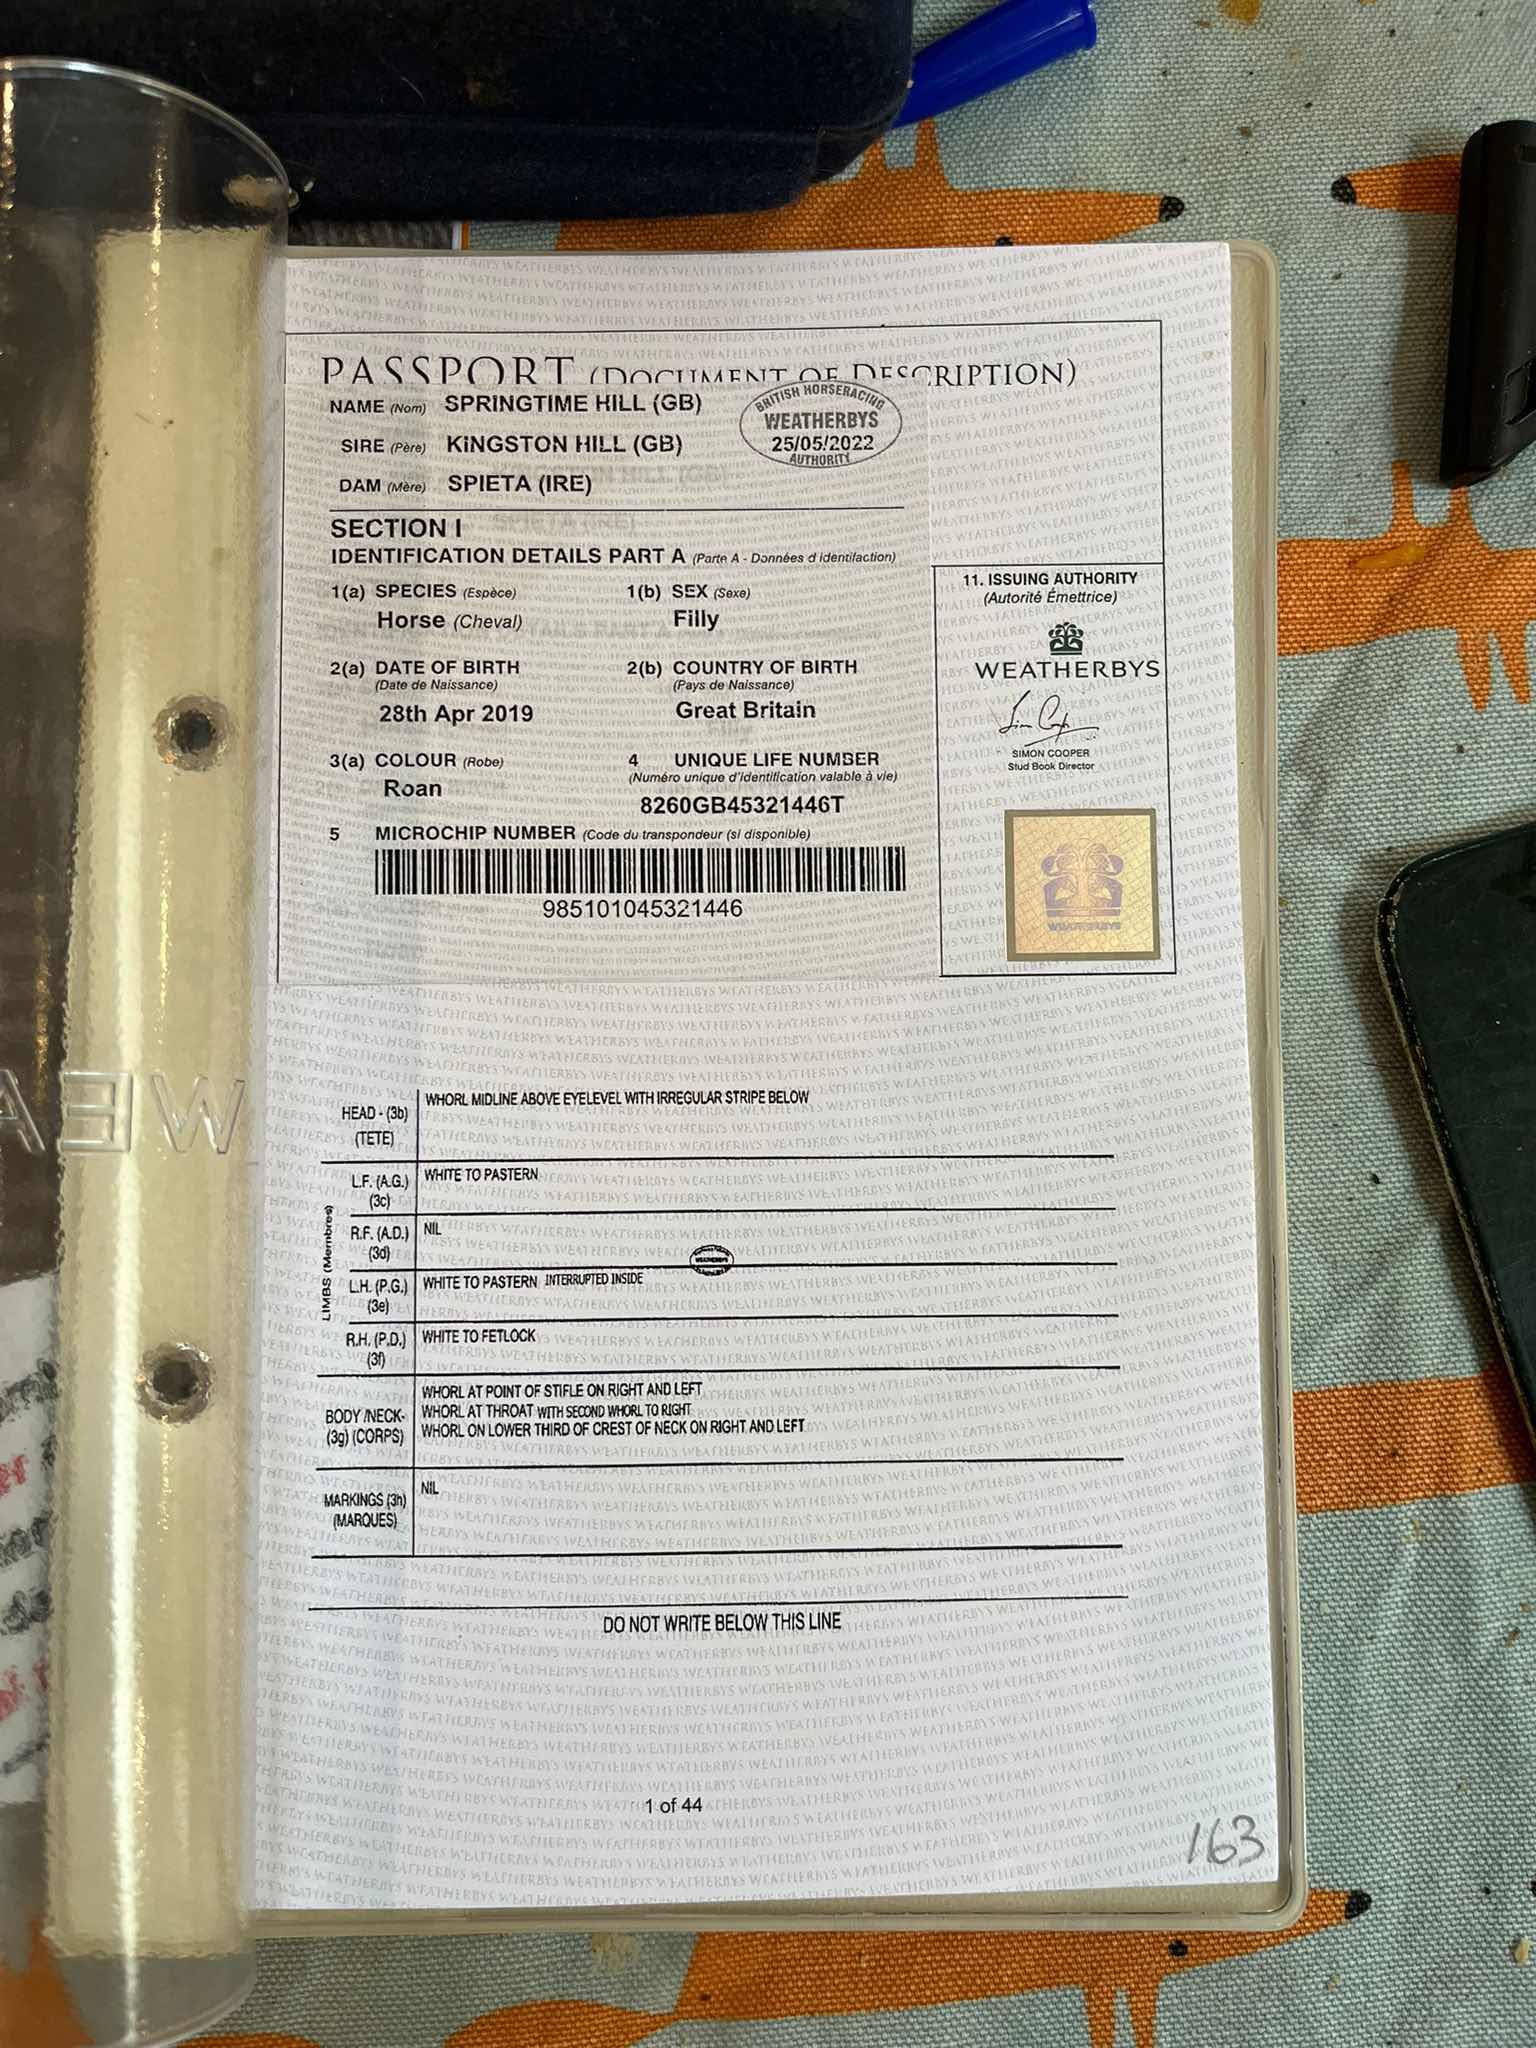 PASSPORT (DOCUMENT OF DESCRIPTION)
NAME (Nom) SPRINGTIME HILL (GB)
BRITISH HORSERACING
WEATHERBYS
25/05/2022
AUTHORITY
SIRE (Père) KINGSTON HILL (GB)
DAM (Mère) SPIETA (IRE)
SECTION I
IDENTIFICATION DETAILS PART A (Parte A - Données d identifaction)
1(a) SPECIES (Espèce) 1(b) SEX (Sexe)
Horse (Cheval) Filly
2(a) DATE OF BIRTH 2(b) COUNTRY OF BIRTH
(Date de Naissance) (Pays de Naissance)
28th Apr 2019 Great Britain
3(a) COLOUR (Robe) 4 UNIQUE LIFE NUMBER
Roan (Numéro unique d'identification valable à vie)
8260GB45321446T
5 MICROCHIP NUMBER (Code du transpondeur (si disponible)
985101045321446
11. ISSUING AUTHORITY
(Autorité Émettrice)
WEATHERBYS
SIMON COOPER
Stud Book Director
WEATHERBYS
HEAD - (3b) WHORL MIDLINE ABOVE EYELEVEL WITH IRREGULAR STRIPE BELOW
(TETE)
LIMBS (Membres)
L.F. (A.G.) WHITE TO PASTERN
(3c)
R.F. (A.D.) NIL
(3d)
WEATHERBYS
L.H. (P.G.) WHITE TO PASTERN INTERRUPTED INSIDE
(3e)
R.H. (P.D.) WHITE TO FETLOCK
(3f)
BODY /NECK- WHORL AT POINT OF STIFLE ON RIGHT AND LEFT
(3g) (CORPS) WHORL AT THROAT WITH SECOND WHORL TO RIGHT
WHORL ON LOWER THIRD OF CREST OF NECK ON RIGHT AND LEFT
MARKINGS (3h) NIL
(MARQUES)
DO NOT WRITE BELOW THIS LINE
1 of 44
163